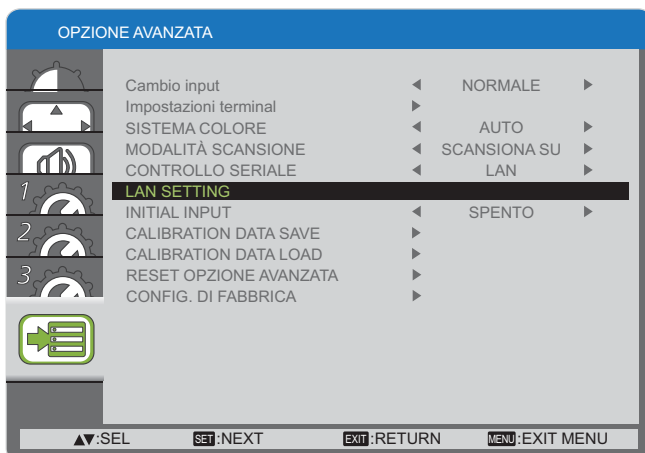 OPZIONE AVANZATA
Cambio input NORMALE
Impostazioni terminal
SISTEMA COLORE AUTO
MODALITÀ SCANSIONE SCANSIONA SU
CONTROLLO SERIALE LAN
LAN SETTING
INITIAL INPUT SPENTO
CALIBRATION DATA SAVE
CALIBRATION DATA LOAD
RESET OPZIONE AVANZATA
CONFIG. DI FABBRICA
1
2
3
▲▼:SEL SET:NEXT EXIT:RETURN MENU:EXIT MENU